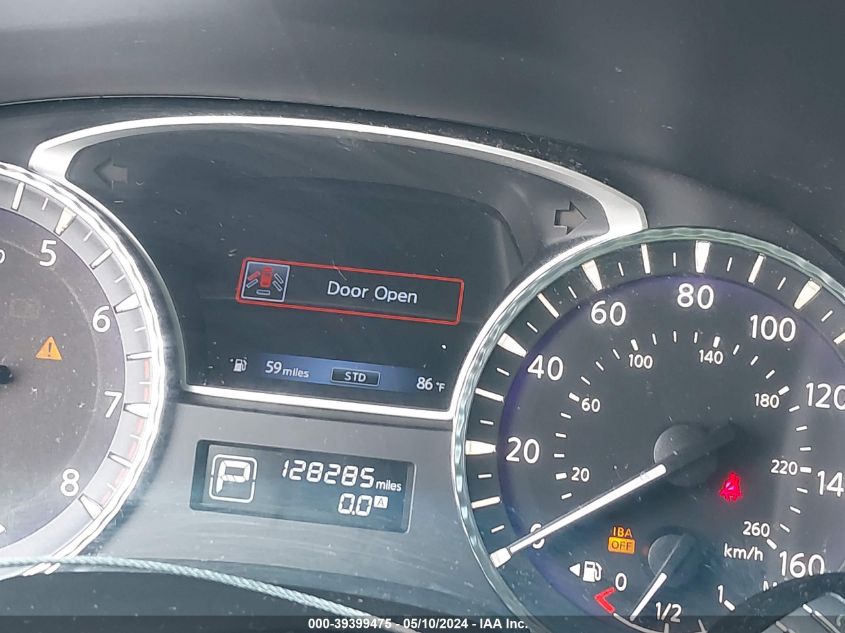 Door Open
59 miles STD 86°F
P 128285 miles
0.0 A
5
6
7
8
0
20
40
60
80
100
120
160
20
60
100
140
180
220
260
km/h
IBA
OFF
0
1/2
1
000-39399475 - 05/10/2024 - IAA Inc.